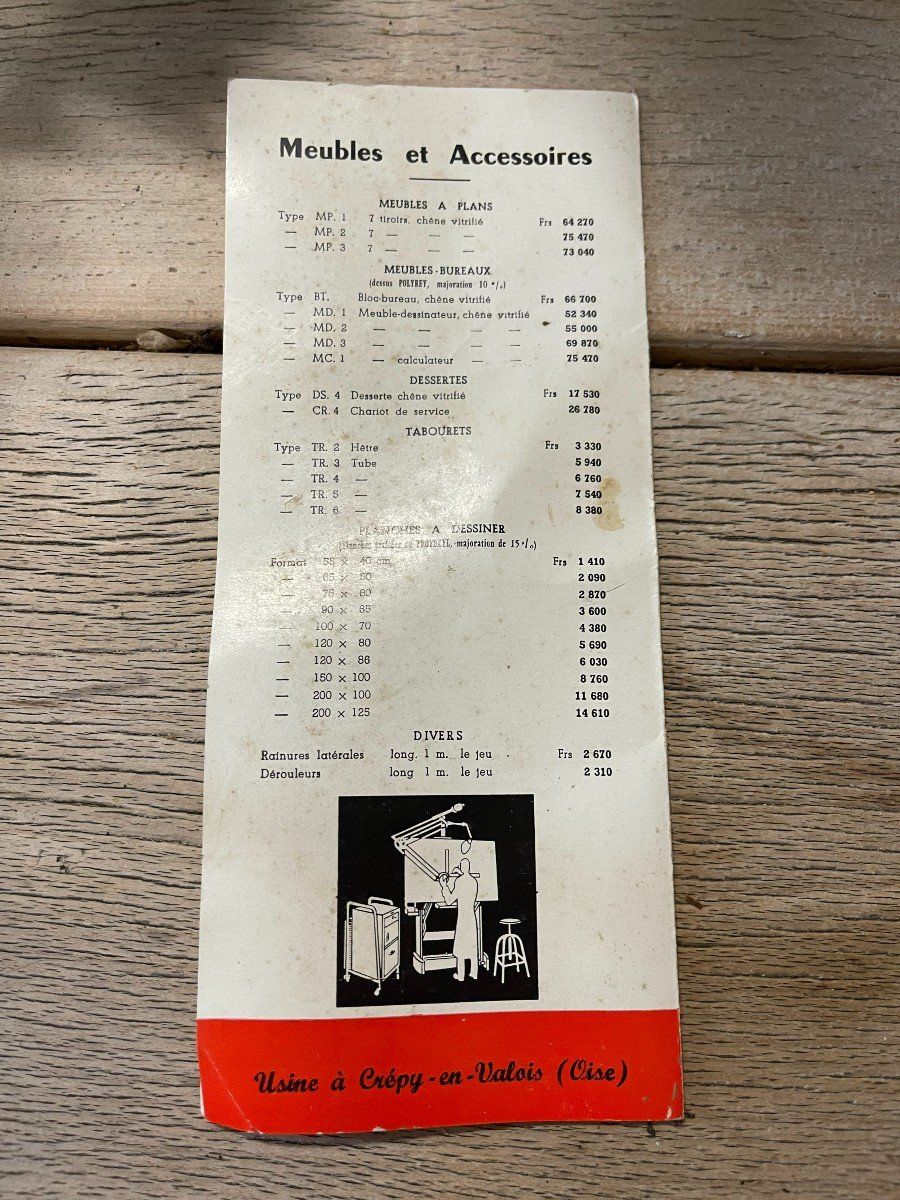 Meubles et Accessoires
MEUBLES A PLANS
Type MP. 1 7 tiroirs, chêne vitrifié Frs 64 270
— MP. 2 7 — — — 75 470
— MP. 3 7 — — — 73 040
MEUBLES-BUREAUX
(dessus POLYREY, majoration 10 º/o)
Type BT. Bloc-bureau, chêne vitrifié Frs 66 700
— MD. 1 Meuble-dessinateur, chêne vitrifié 52 340
— MD. 2 — — — — 55 000
— MD. 3 — — — — 69 870
— MC. 1 — calculateur — — 75 470
DESSERTES
Type DS. 4 Desserte chêne vitrifié Frs 17 530
— CR. 4 Chariot de service 26 780
TABOURETS
Type TR. 2 Hêtre Frs 3 330
— TR. 3 Tube 5 940
— TR. 4 — 6 760
— TR. 5 — 7 540
— TR. 6 — 8 380
PLANCHES A DESSINER
majoration de 15 º/o)
Format 55 × 40 cm Frs 1 410
— 65 × 50 2 090
— 75 × 60 2 870
— 90 × 65 3 600
— 100 × 70 4 380
— 120 × 80 5 690
— 120 × 86 6 030
— 150 × 100 8 760
— 200 × 100 11 680
— 200 × 125 14 610
DIVERS
Rainures latérales long. 1 m. le jeu Frs 2 670
Dérouleurs long 1 m. le jeu 2 310
Usine à Crépy-en-Valois (Oise)